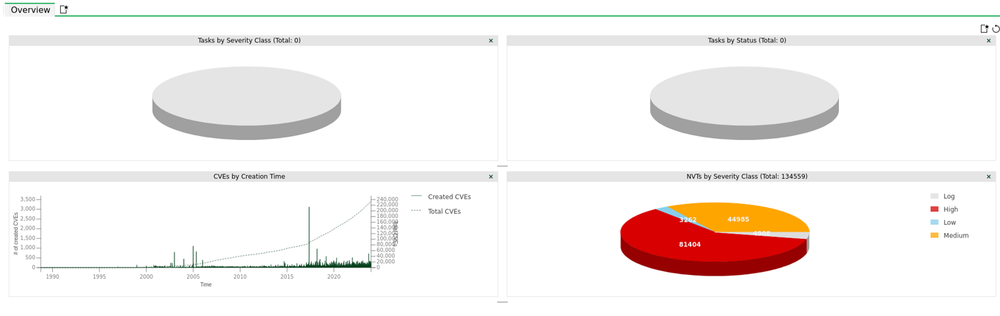 Overview
Tasks by Severity Class (Total: 0)
×
Tasks by Status (Total: 0)
×
CVEs by Creation Time
×
3,500
3,000
2,500
2,000
1,500
1,000
500
0
# of created CVEs
1990
1995
2000
2005
2010
2015
2020
Time
240,000
220,000
200,000
180,000
160,000
140,000
120,000
100,000
80,000
60,000
40,000
20,000
0
Created CVEs
Total CVEs
NVTs by Severity Class (Total: 134559)
×
3262
44985
4908
81404
Log
High
Low
Medium